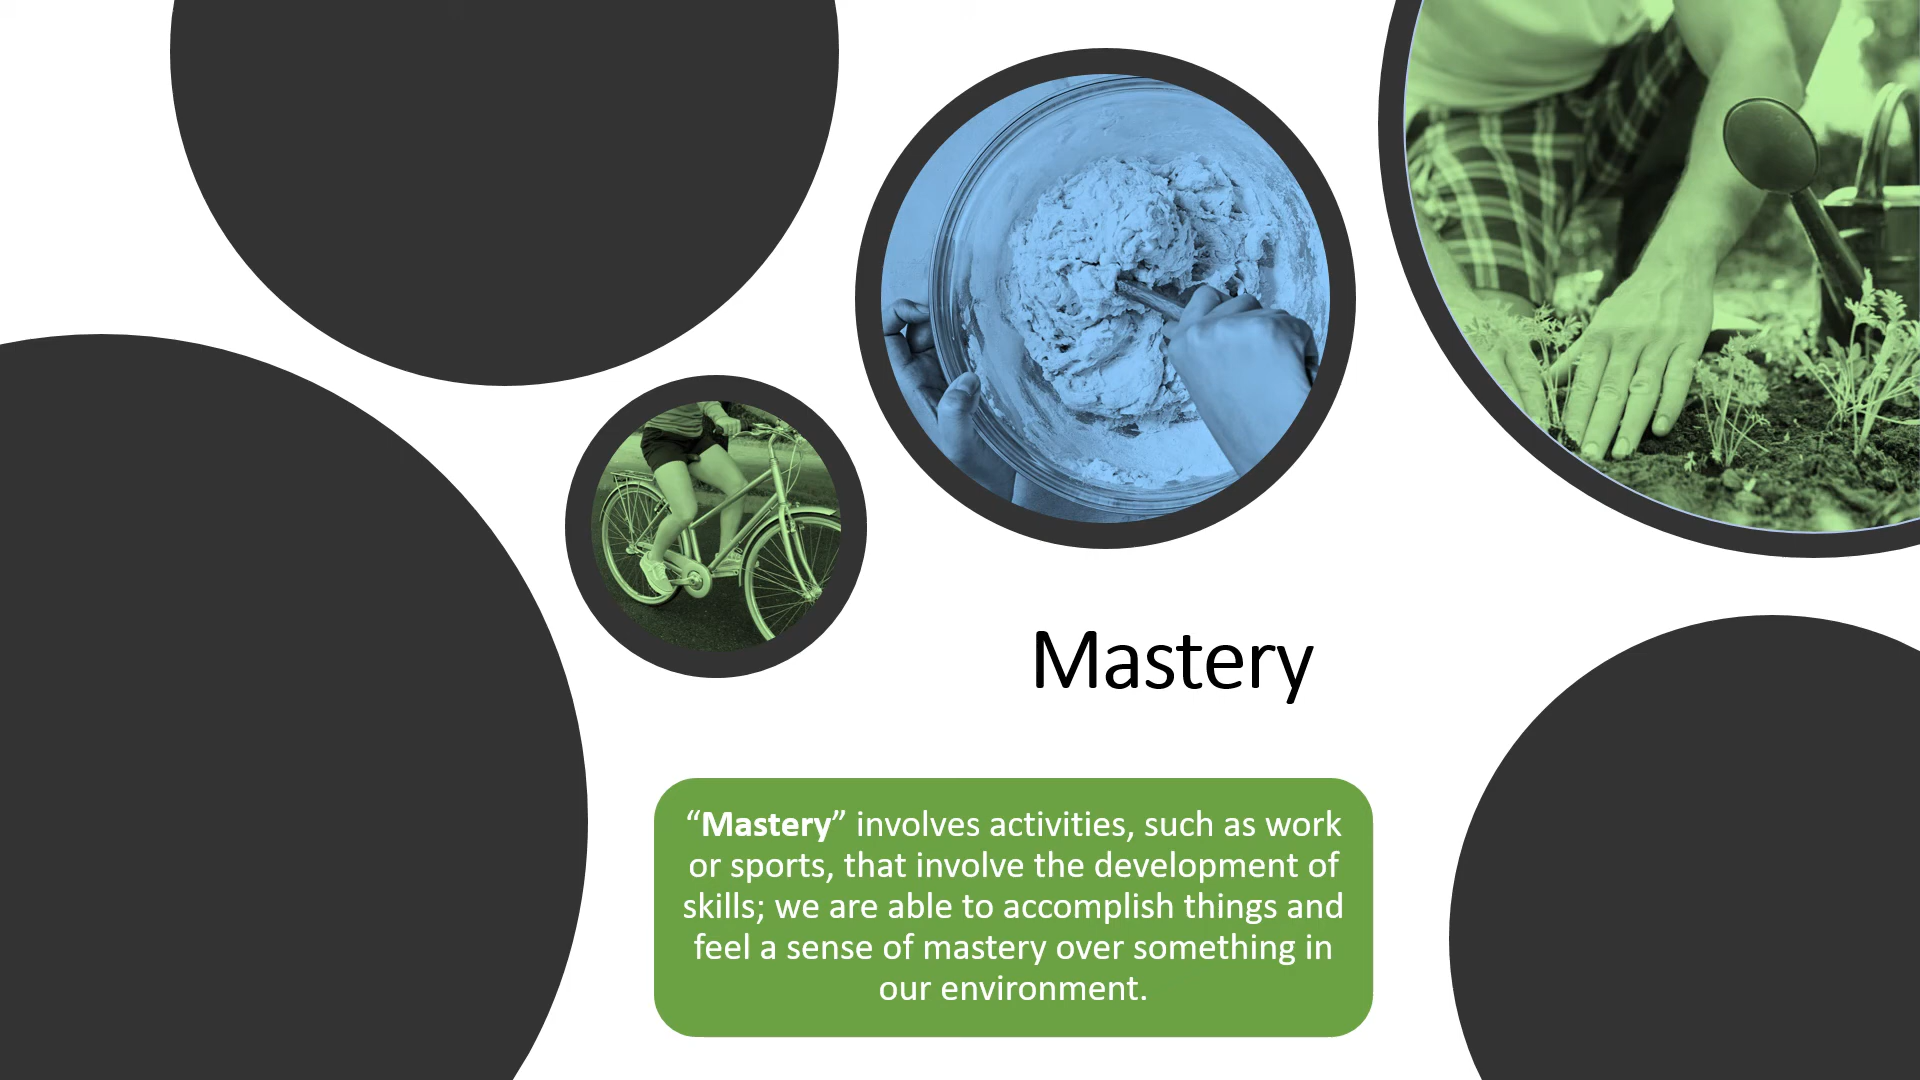 Mastery
“Mastery” involves activities, such as work
or sports, that involve the development of
skills; we are able to accomplish things and
feel a sense of mastery over something in
our environment.